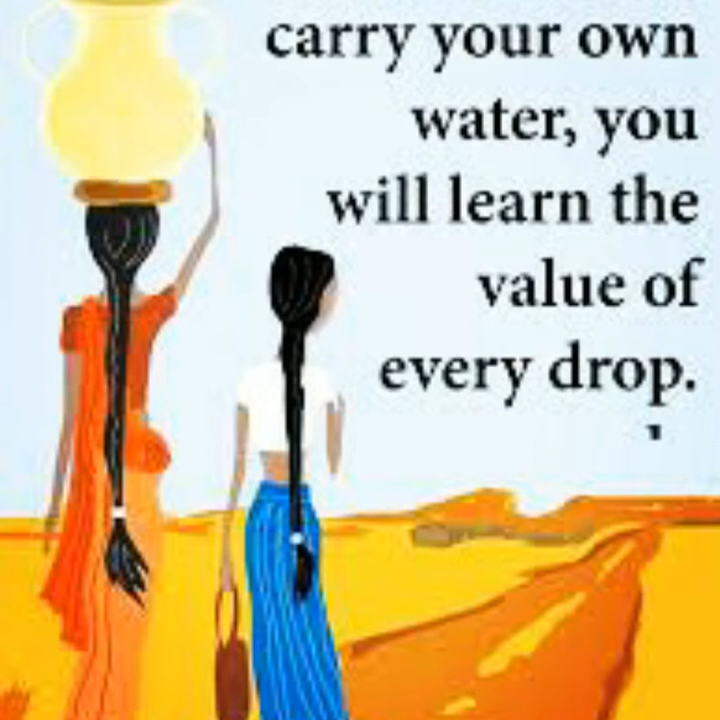 carry your own
water, you
will learn the
value of
every drop.